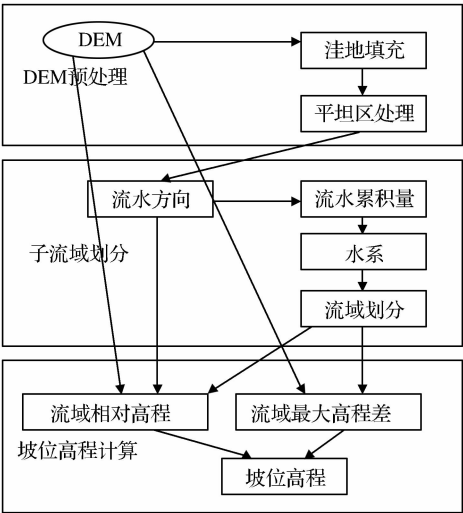 DEM
洼地填充
DEM预处理
平坦区处理
流水方向
流水累积量
子流域划分
水系
流域划分
流域相对高程
流域最大高程差
坡位高程计算
坡位高程